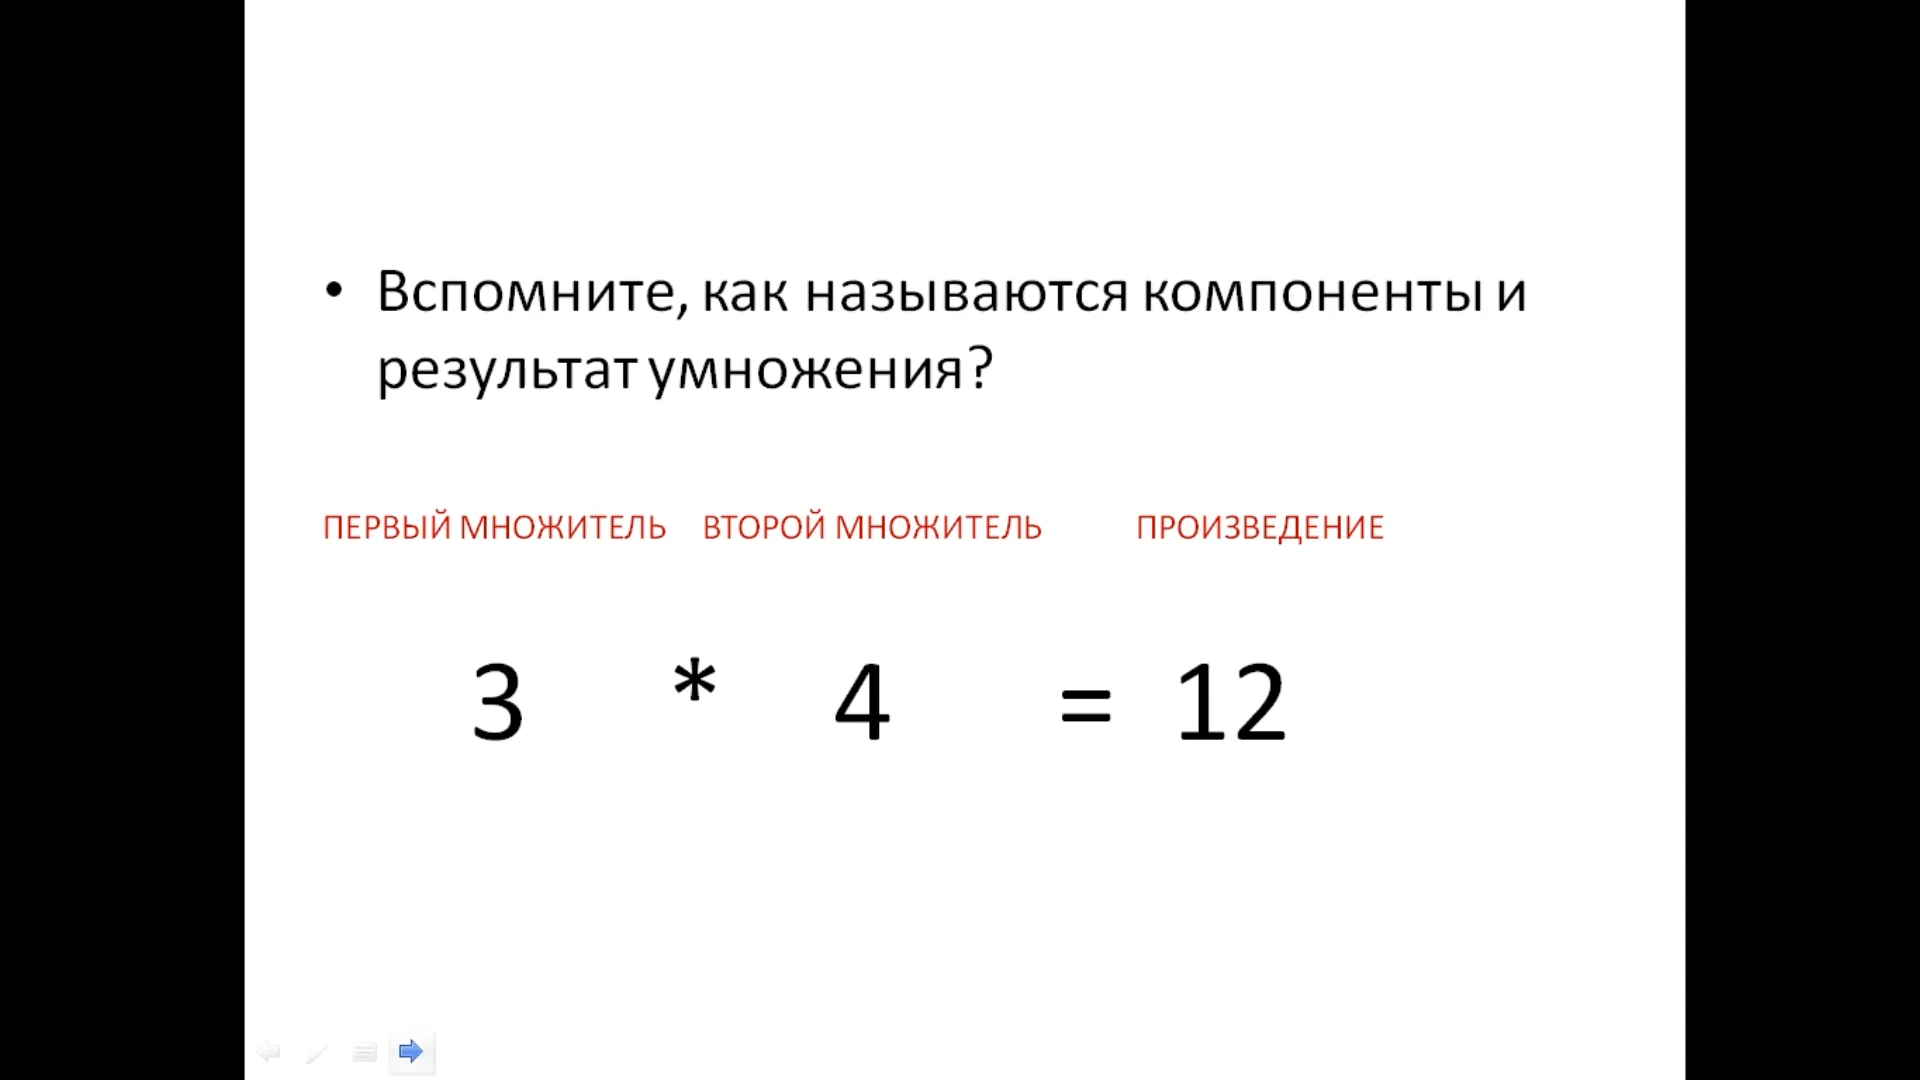 • Вспомните, как называются компоненты и
результат умножения?
ПЕРВЫЙ МНОЖИТЕЛЬ ВТОРОЙ МНОЖИТЕЛЬ ПРОИЗВЕДЕНИЕ
3 * 4 = 12